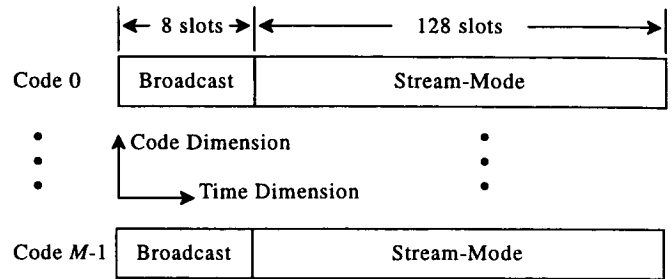 8 slots
128 slots
Code 0
Broadcast
Stream-Mode
Code Dimension
Time Dimension
Code M-1
Broadcast
Stream-Mode